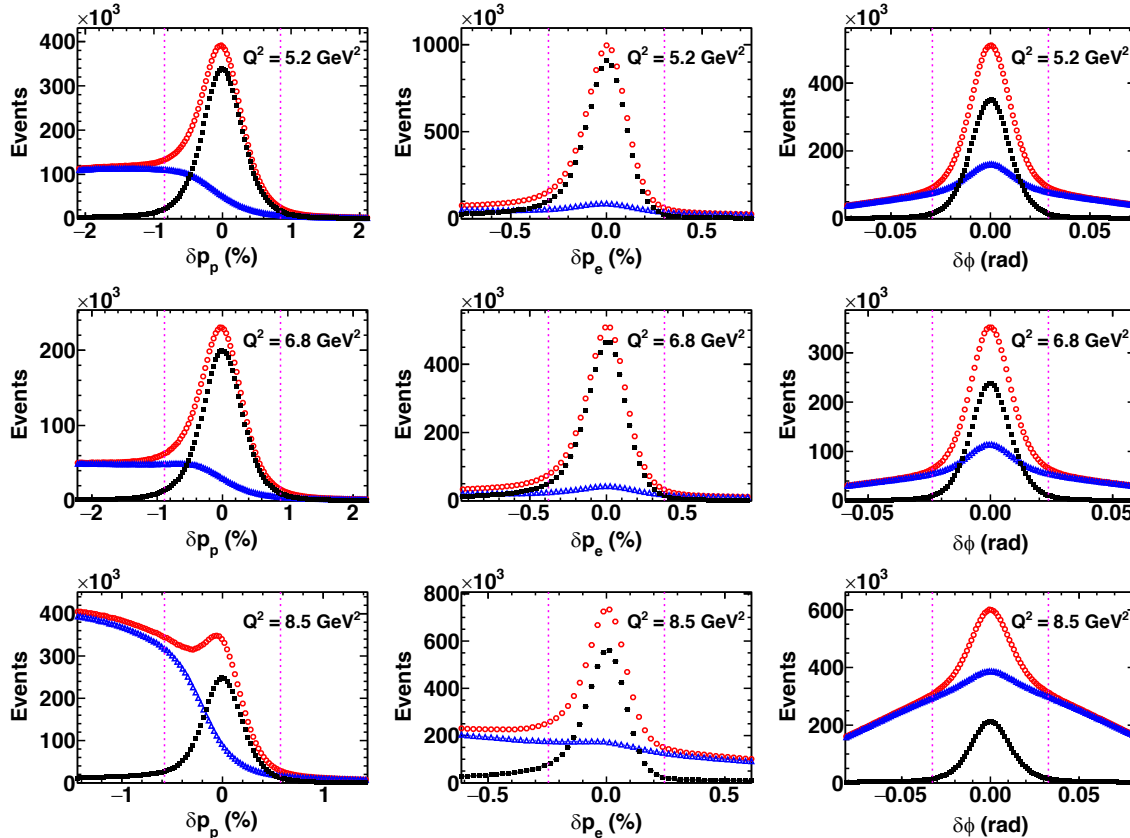 ×10³
400
300
200
100
0
Events
Q² = 5.2 GeV²
−2 −1 0 1 2
δp_p (%)
×10³
1000
500
0
Events
Q² = 5.2 GeV²
−0.5 0.0 0.5
δp_e (%)
×10³
400
200
0
Events
Q² = 5.2 GeV²
−0.05 0.00 0.05
δϕ (rad)
×10³
200
100
0
Events
Q² = 6.8 GeV²
−2 −1 0 1 2
δp_p (%)
×10³
400
200
0
Events
Q² = 6.8 GeV²
−0.5 0.0 0.5
δp_e (%)
×10³
300
200
100
0
Events
Q² = 6.8 GeV²
−0.05 0.00 0.05
δϕ (rad)
×10³
400
300
200
100
0
Events
Q² = 8.5 GeV²
−1 0 1
δp_p (%)
×10³
800
600
400
200
0
Events
Q² = 8.5 GeV²
−0.5 0.0 0.5
δp_e (%)
×10³
600
400
200
0
Events
Q² = 8.5 GeV²
−0.05 0.00 0.05
δϕ (rad)